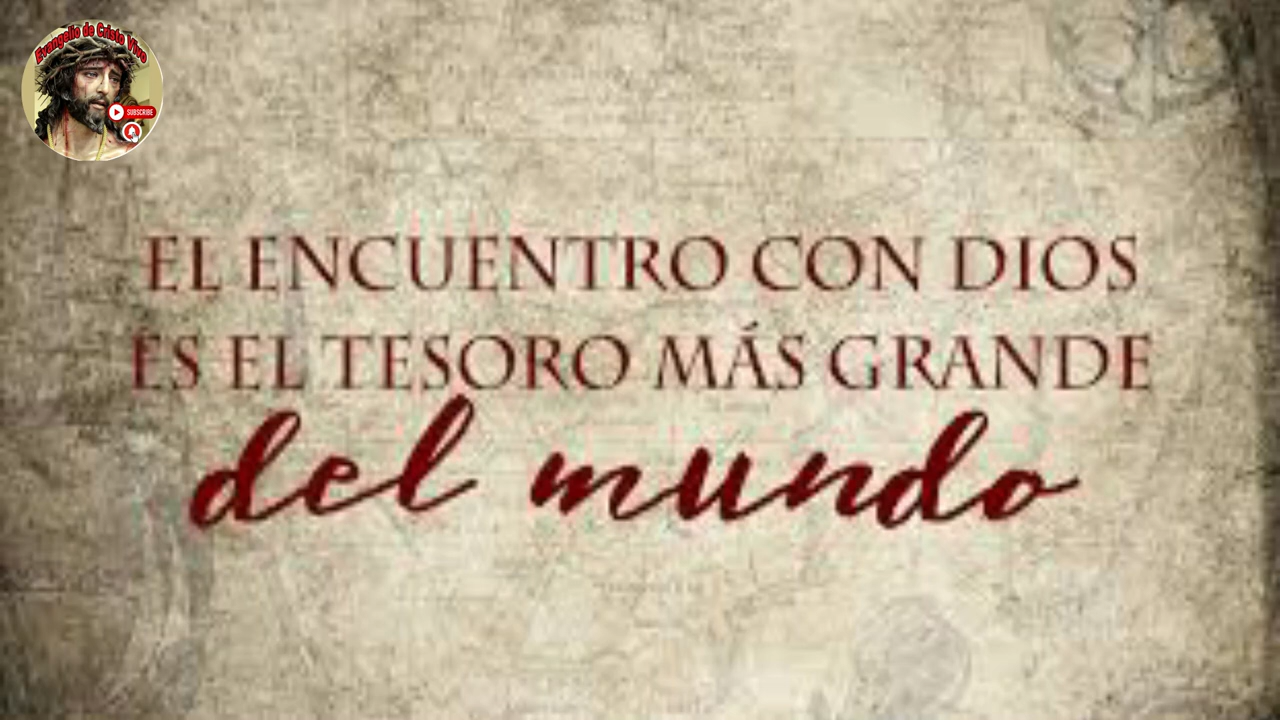 Evangelio de Cristo Vivo
SUBSCRIBE
EL ENCUENTRO CON DIOS
ES EL TESORO MÁS GRANDE
del mundo